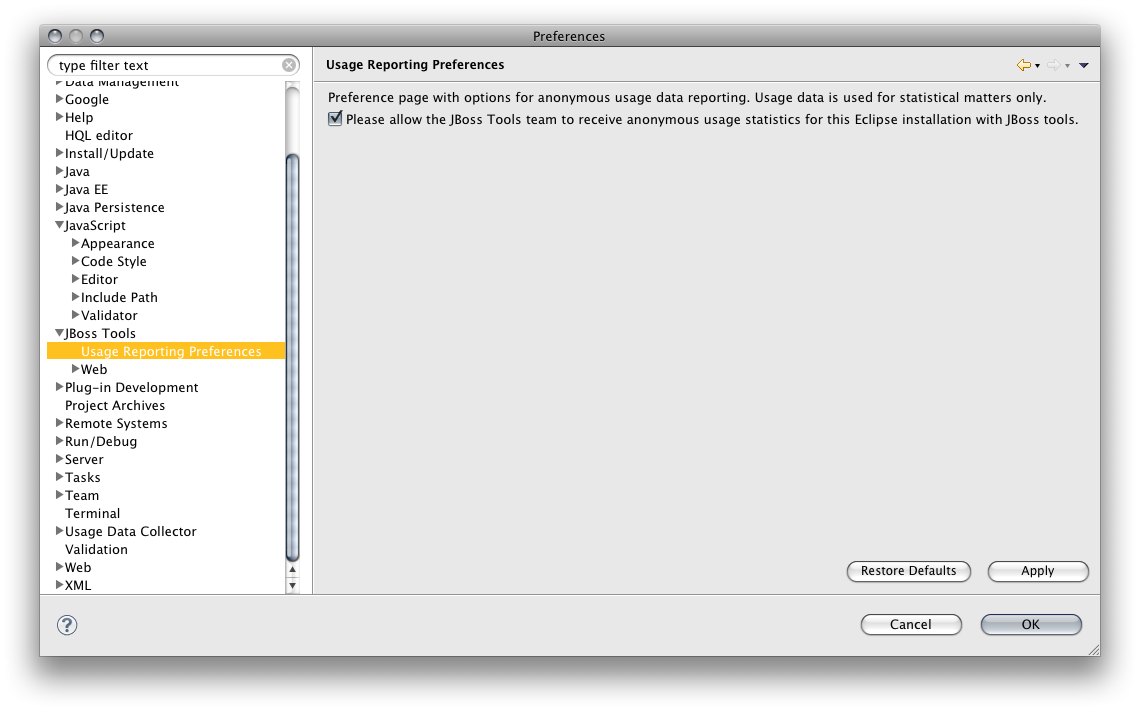 Preferences
type filter text
Data Management
Google
Help
HQL editor
Install/Update
Java
Java EE
Java Persistence
JavaScript
Appearance
Code Style
Editor
Include Path
Validator
JBoss Tools
Usage Reporting Preferences
Web
Plug-in Development
Project Archives
Remote Systems
Run/Debug
Server
Tasks
Team
Terminal
Usage Data Collector
Validation
Web
XML
Usage Reporting Preferences
Preference page with options for anonymous usage data reporting. Usage data is used for statistical matters only.
Please allow the JBoss Tools team to receive anonymous usage statistics for this Eclipse installation with JBoss tools.
Restore Defaults
Apply
?
Cancel
OK